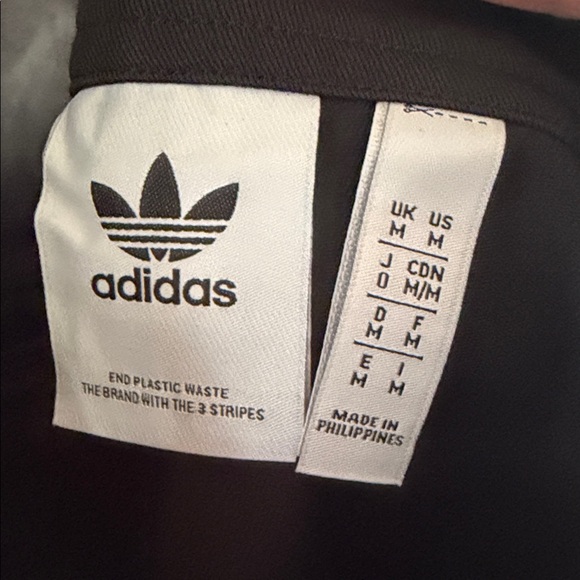 adidas
END PLASTIC WASTE
THE BRAND WITH THE 3 STRIPES
UK US
M M
J CDN
O M/M
D F
M M
E I
M M
MADE IN
PHILIPPINES